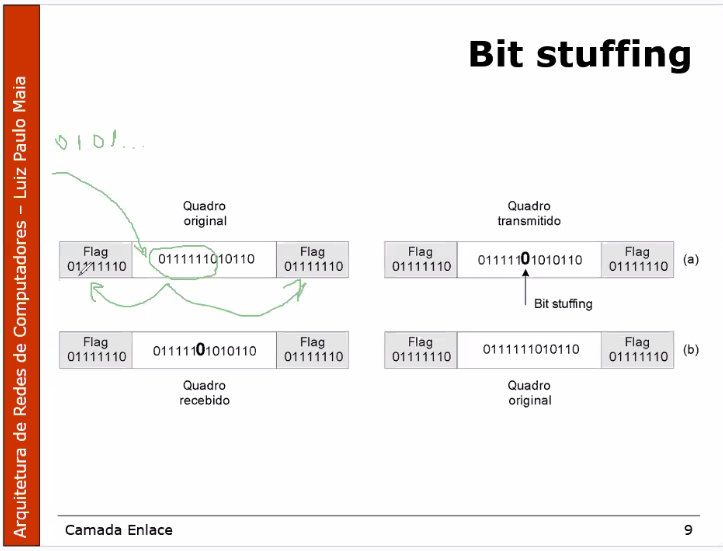 Bit stuffing
Arquitetura de Redes de Computadores – Luiz Paulo Maia
0101...
Quadro
original
Quadro
transmitido
Flag
01111110
0111111010110
Flag
01111110
Flag
01111110
01111101010110
Flag
01111110
(a)
Bit stuffing
Flag
01111110
01111101010110
Flag
01111110
Flag
01111110
0111111010110
Flag
01111110
(b)
Quadro
recebido
Quadro
original
Camada Enlace
9